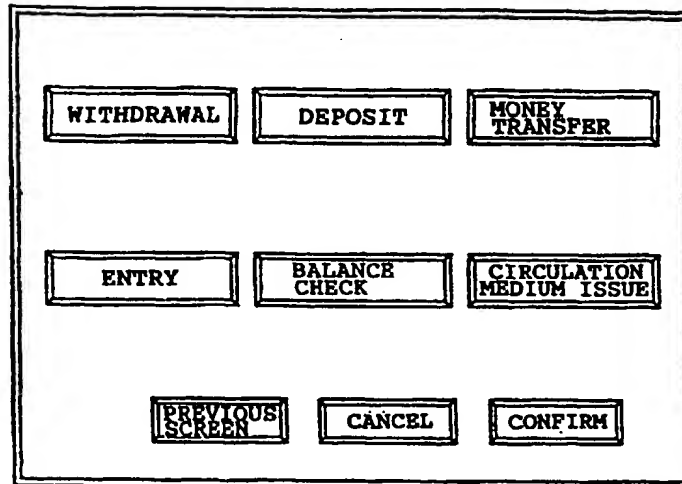 WITHDRAWAL
DEPOSIT
MONEY
TRANSFER
ENTRY
BALANCE
CHECK
CIRCULATION
MEDIUM ISSUE
PREVIOUS
SCREEN
CANCEL
CONFIRM